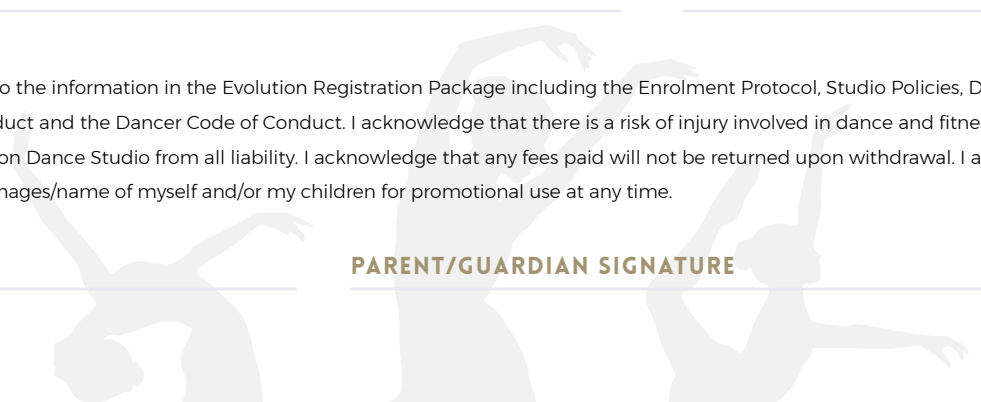 o the information in the Evolution Registration Package including the Enrolment Protocol, Studio Policies, D
duct and the Dancer Code of Conduct. I acknowledge that there is a risk of injury involved in dance and fitne
on Dance Studio from all liability. I acknowledge that any fees paid will not be returned upon withdrawal. I a
mages/name of myself and/or my children for promotional use at any time.
PARENT/GUARDIAN SIGNATURE